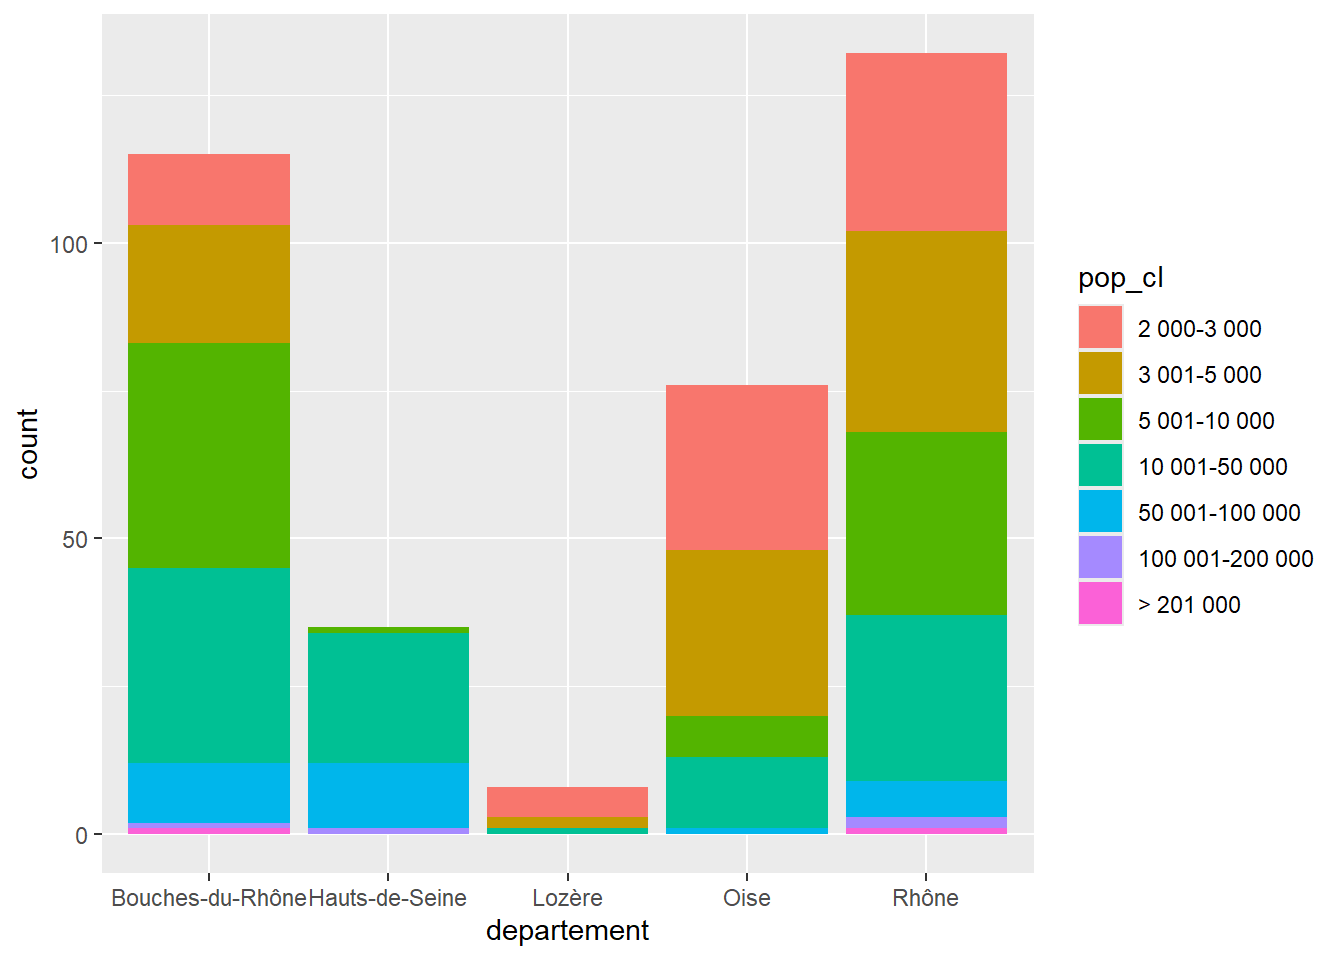 count
100
50
0
Bouches-du-Rhône Hauts-de-Seine Lozère Oise Rhône
departement
pop_cl
2 000-3 000
3 001-5 000
5 001-10 000
10 001-50 000
50 001-100 000
100 001-200 000
> 201 000